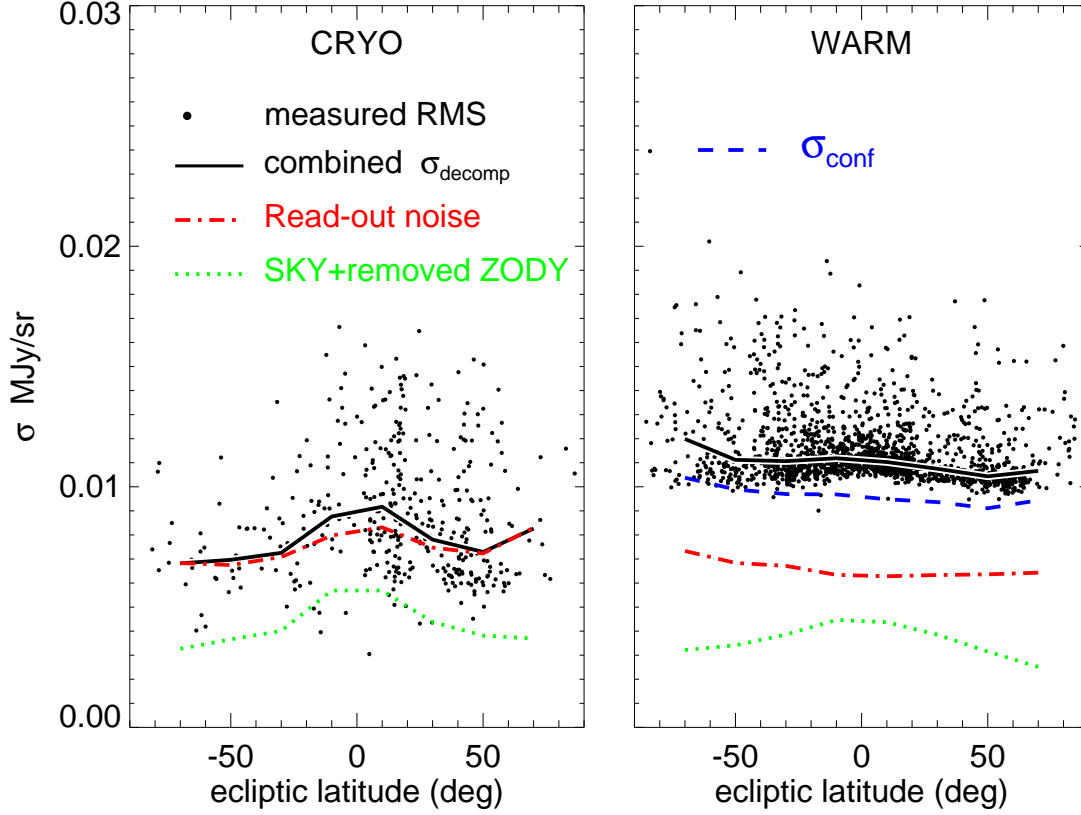 0.03
0.02
0.01
0.00
σ MJy/sr
CRYO
measured RMS
combined σdecomp
Read-out noise
SKY+removed ZODY
-50 0 50
ecliptic latitude (deg)
WARM
σconf
-50 0 50
ecliptic latitude (deg)